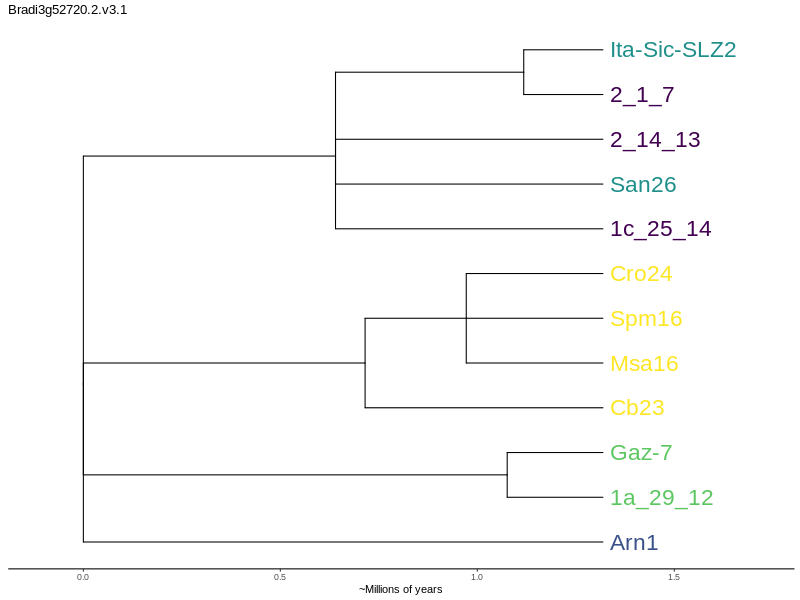 Bradi3g52720.2.v3.1
Ita-Sic-SLZ2
2_1_7
2_14_13
San26
1c_25_14
Cro24
Spm16
Msa16
Cb23
Gaz-7
1a_29_12
Arn1
0.0 0.5 1.0 1.5
~Millions of years